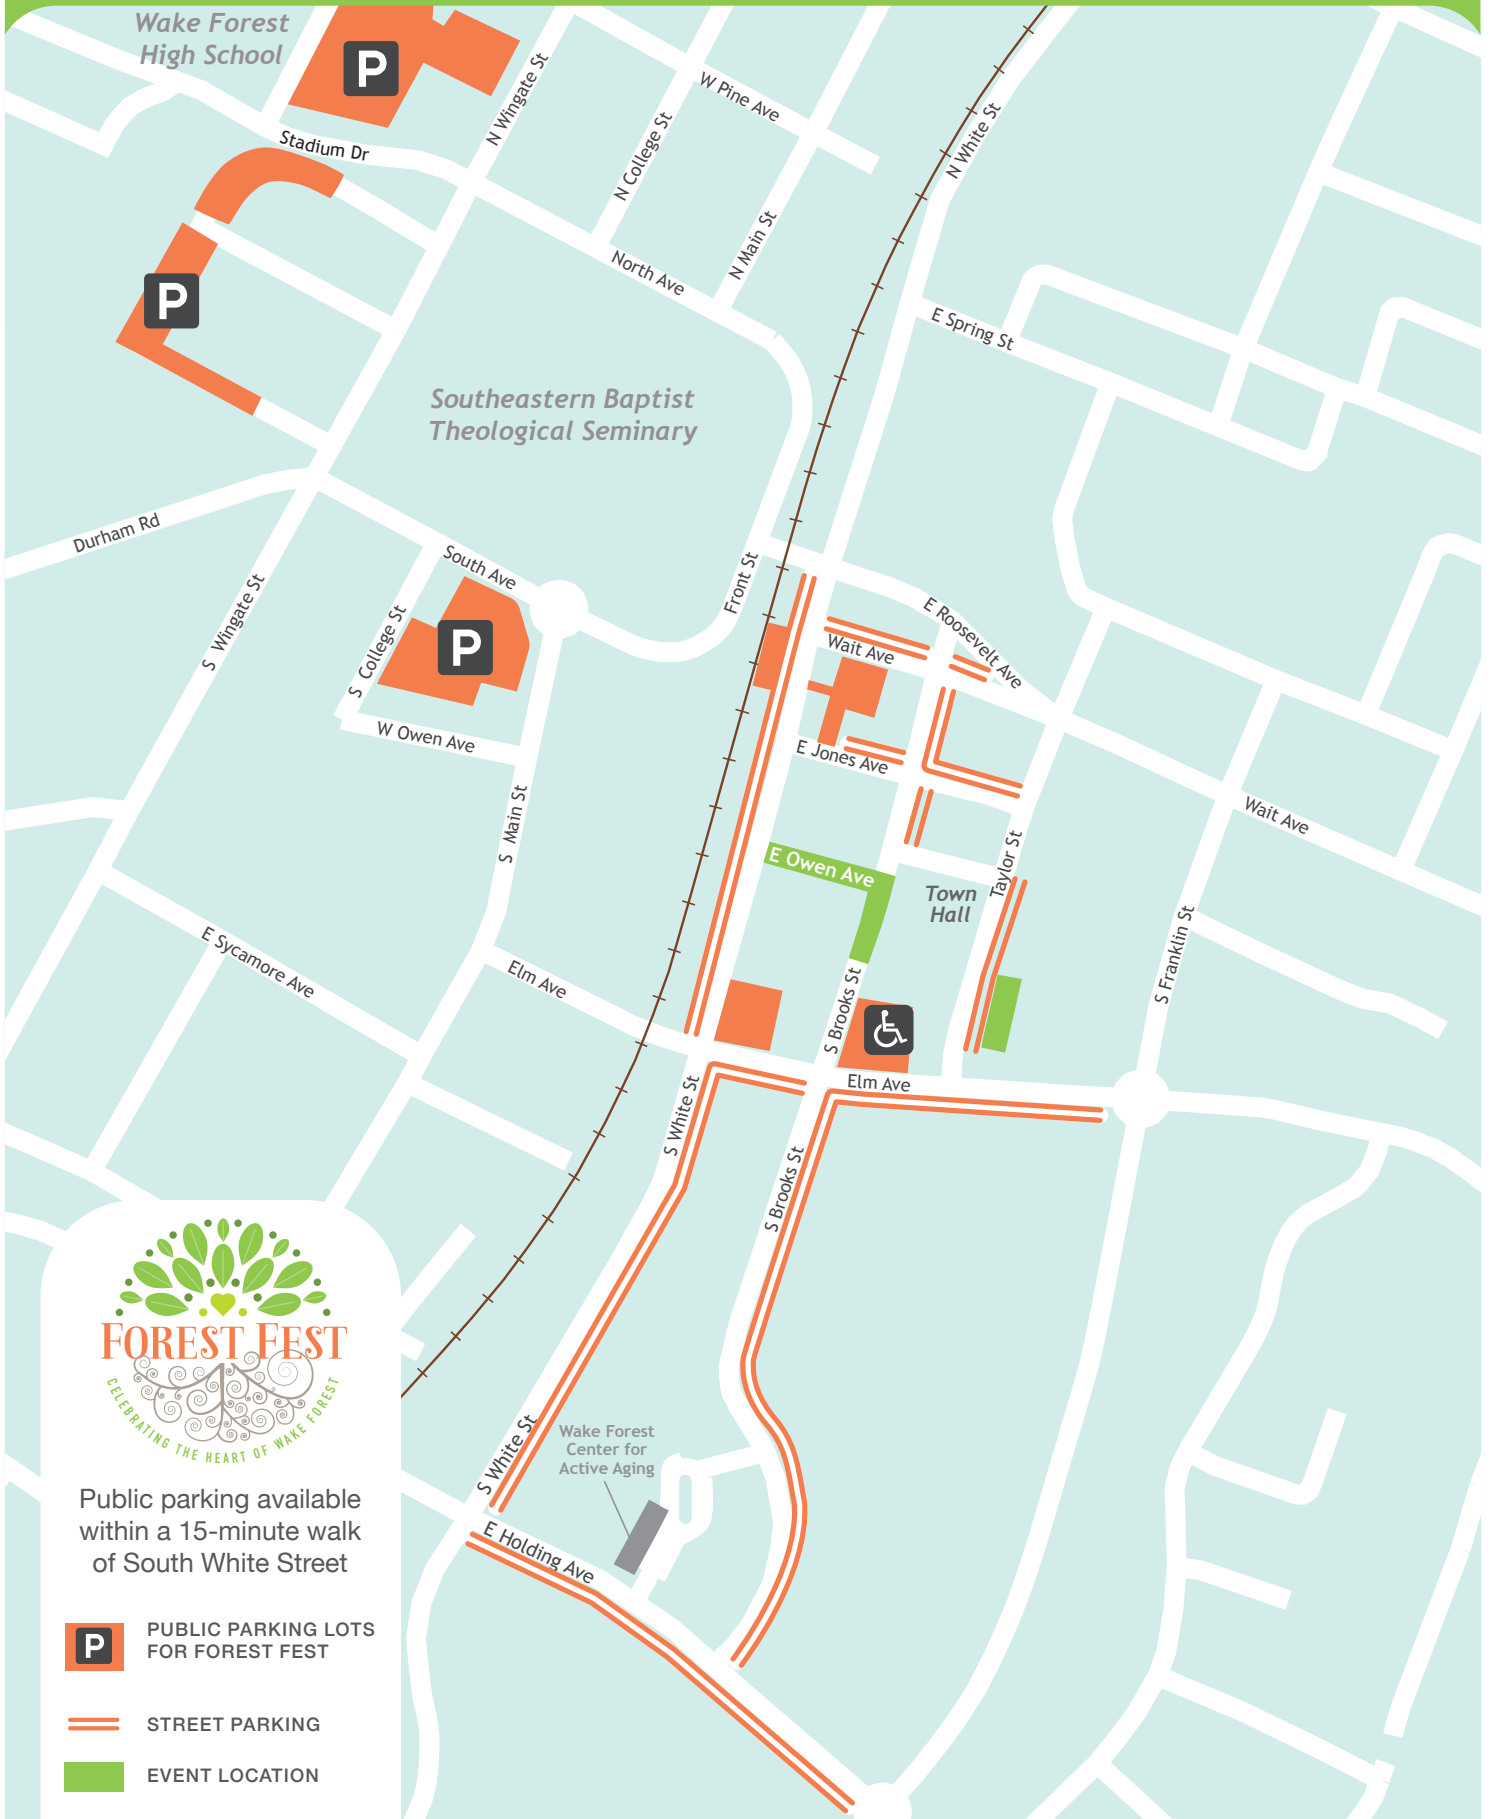 Wake Forest
High School
P
N Wingate St
W Pine Ave
N College St
N White St
Stadium Dr
N Main St
North Ave
P
E Spring St
Southeastern Baptist
Theological Seminary
Durham Rd
South Ave
Front St
S Wingate St
S College St
P
E Roosevelt Ave
Wait Ave
W Owen Ave
E Jones Ave
S Main St
Wait Ave
Taylor St
E Owen Ave
Town
Hall
E Sycamore Ave
Elm Ave
S Franklin St
S Brooks St
Elm Ave
S White St
S Brooks St
FOREST FEST
CELEBRATING THE HEART OF WAKE FOREST
S White St
Wake Forest
Center for
Active Aging
E Holding Ave
Public parking available
within a 15-minute walk
of South White Street
P
PUBLIC PARKING LOTS
FOR FOREST FEST
STREET PARKING
EVENT LOCATION